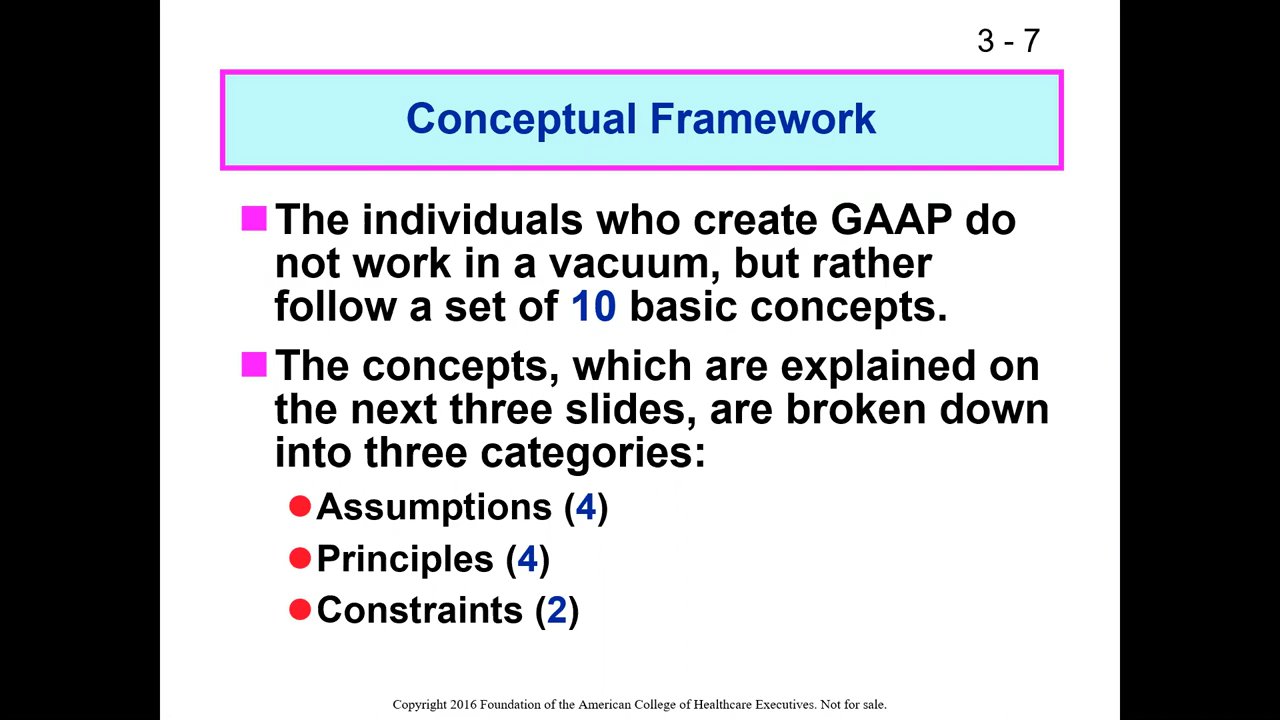 3 - 7
Conceptual Framework
The individuals who create GAAP do
not work in a vacuum, but rather
follow a set of 10 basic concepts.
The concepts, which are explained on
the next three slides, are broken down
into three categories:
Assumptions (4)
Principles (4)
Constraints (2)
Copyright 2016 Foundation of the American College of Healthcare Executives. Not for sale.